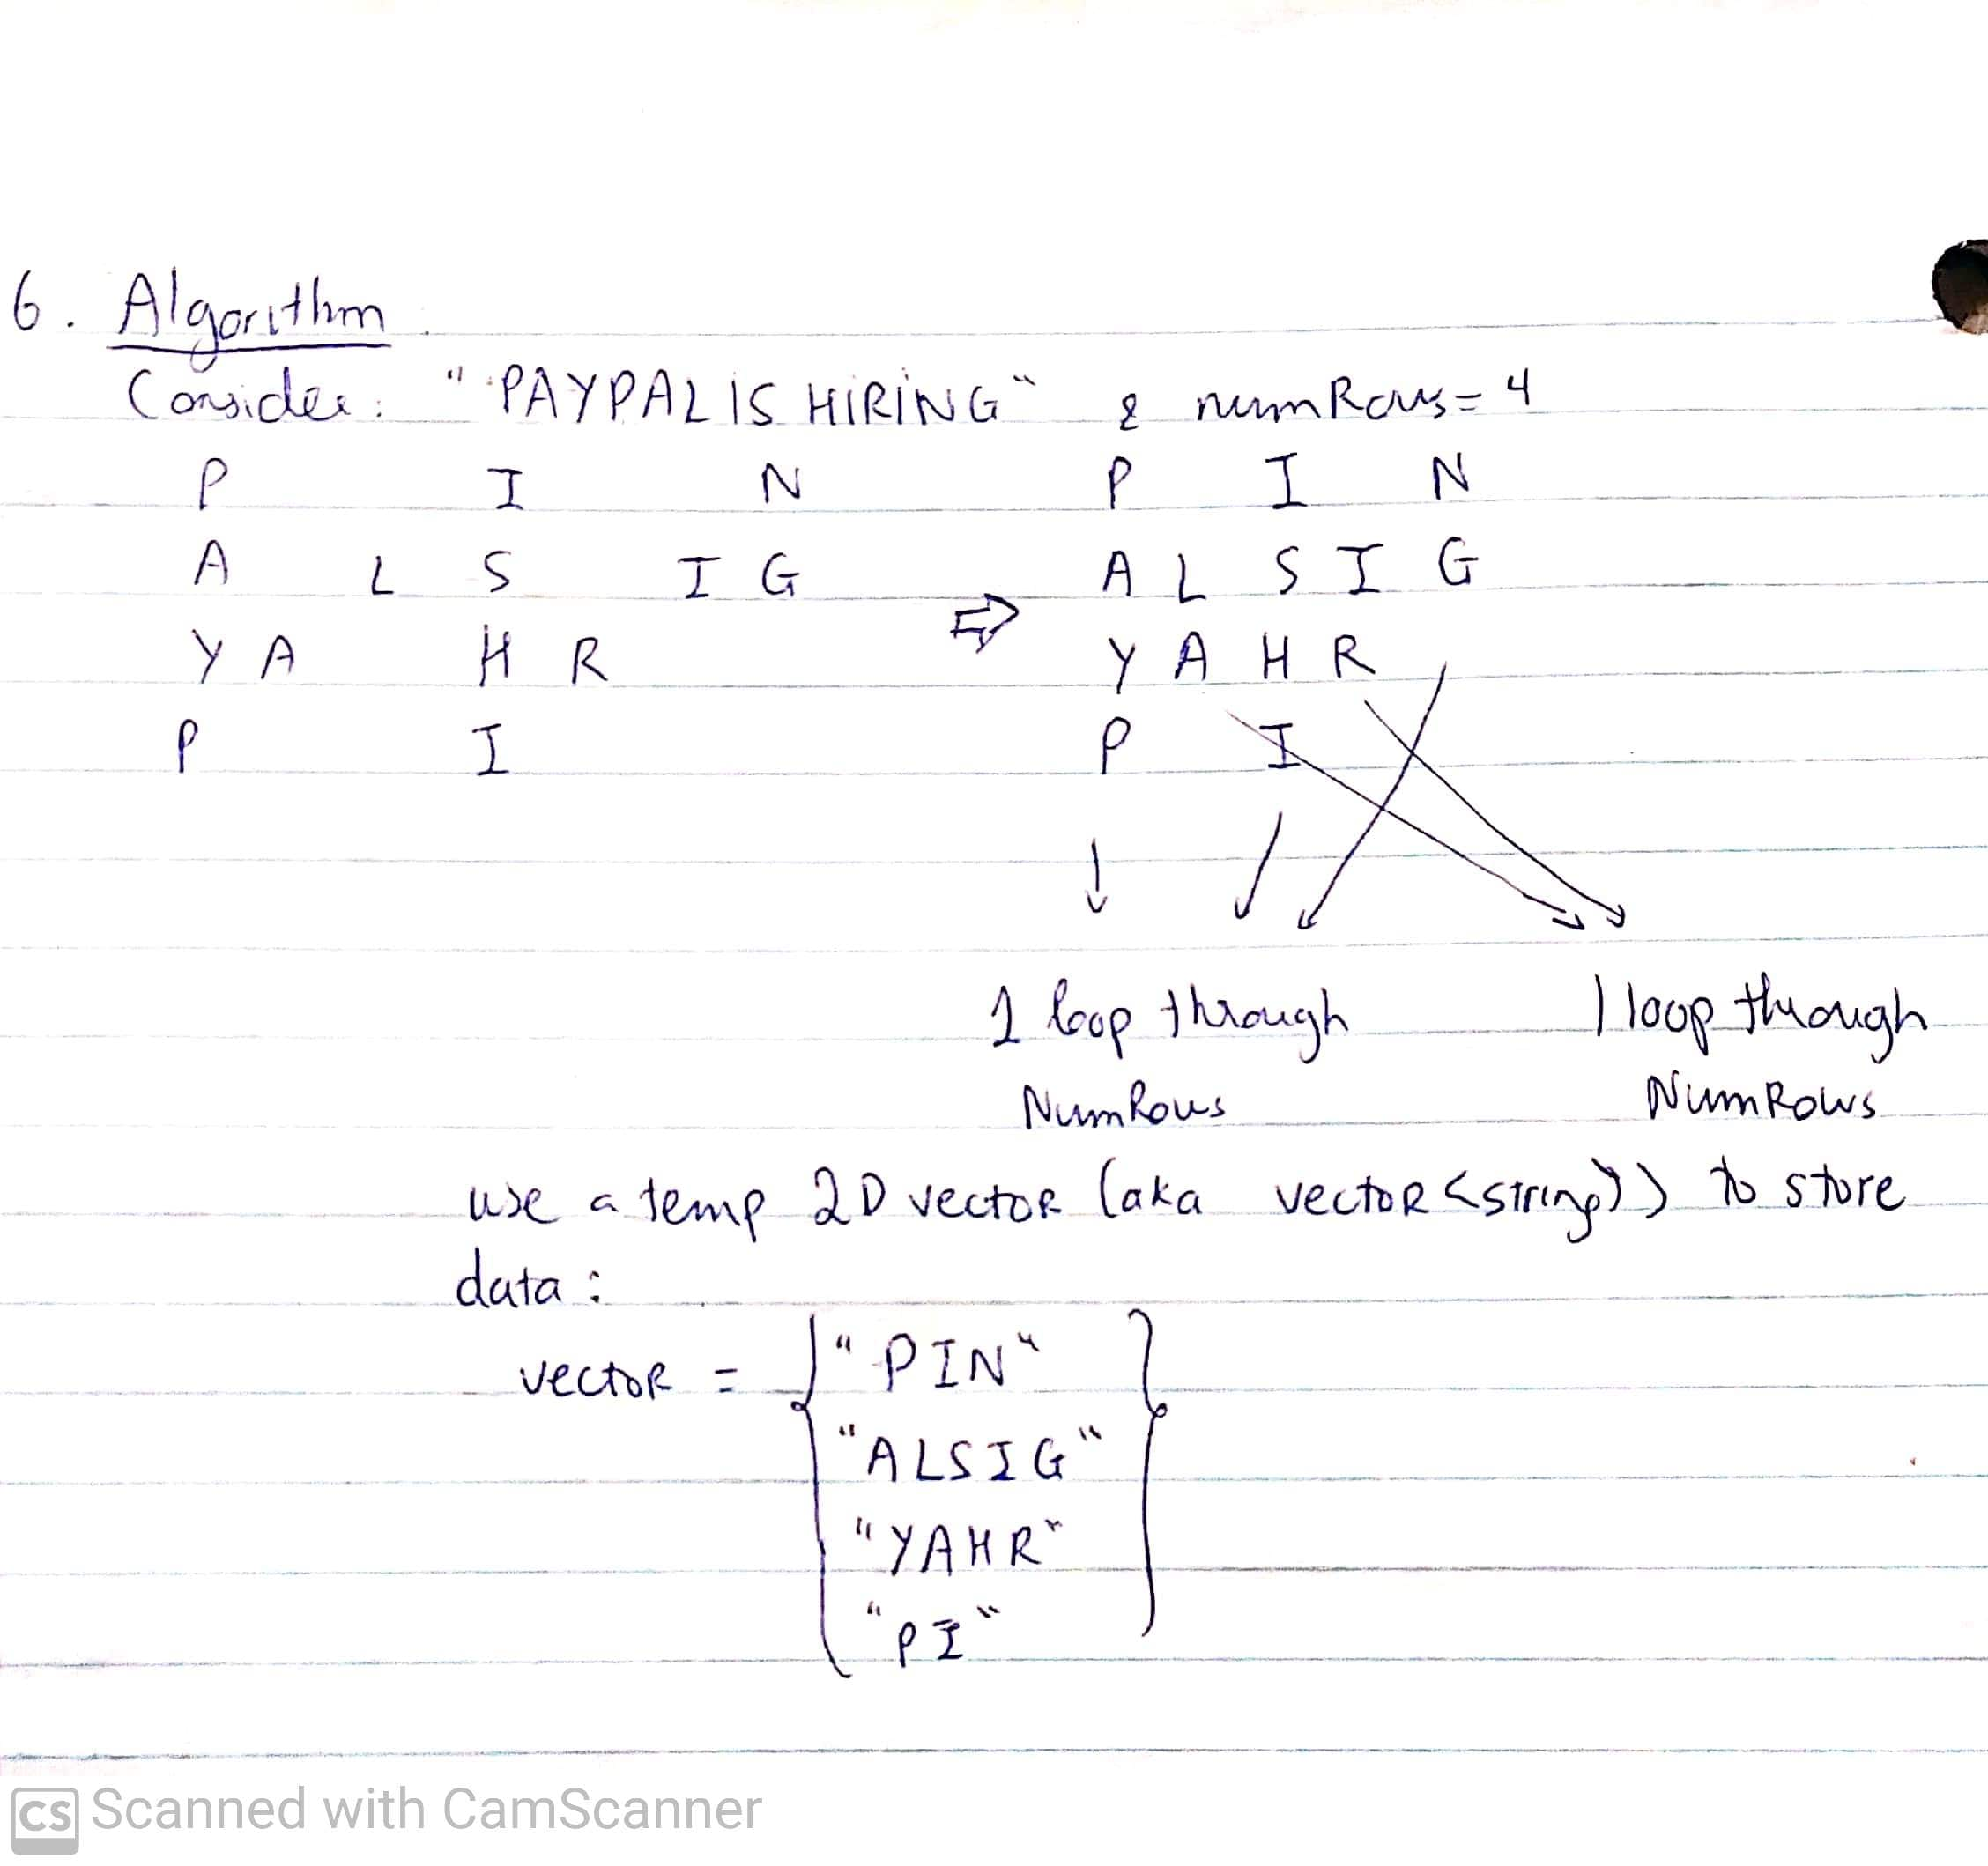 6. Algorithm
Consider: "PAYPALISHIRING" & numRows=4
P I N P I N
A L S I G A L S I G
Y A H R ⇒ Y A H R
P I P I
1 loop through 1 loop through
NumRows NumRows
use a temp 2D vector (aka vector<string>) to store
data:
vector = { "PIN" }
"ALSIG"
"YAHR"
"PI"
CS Scanned with CamScanner